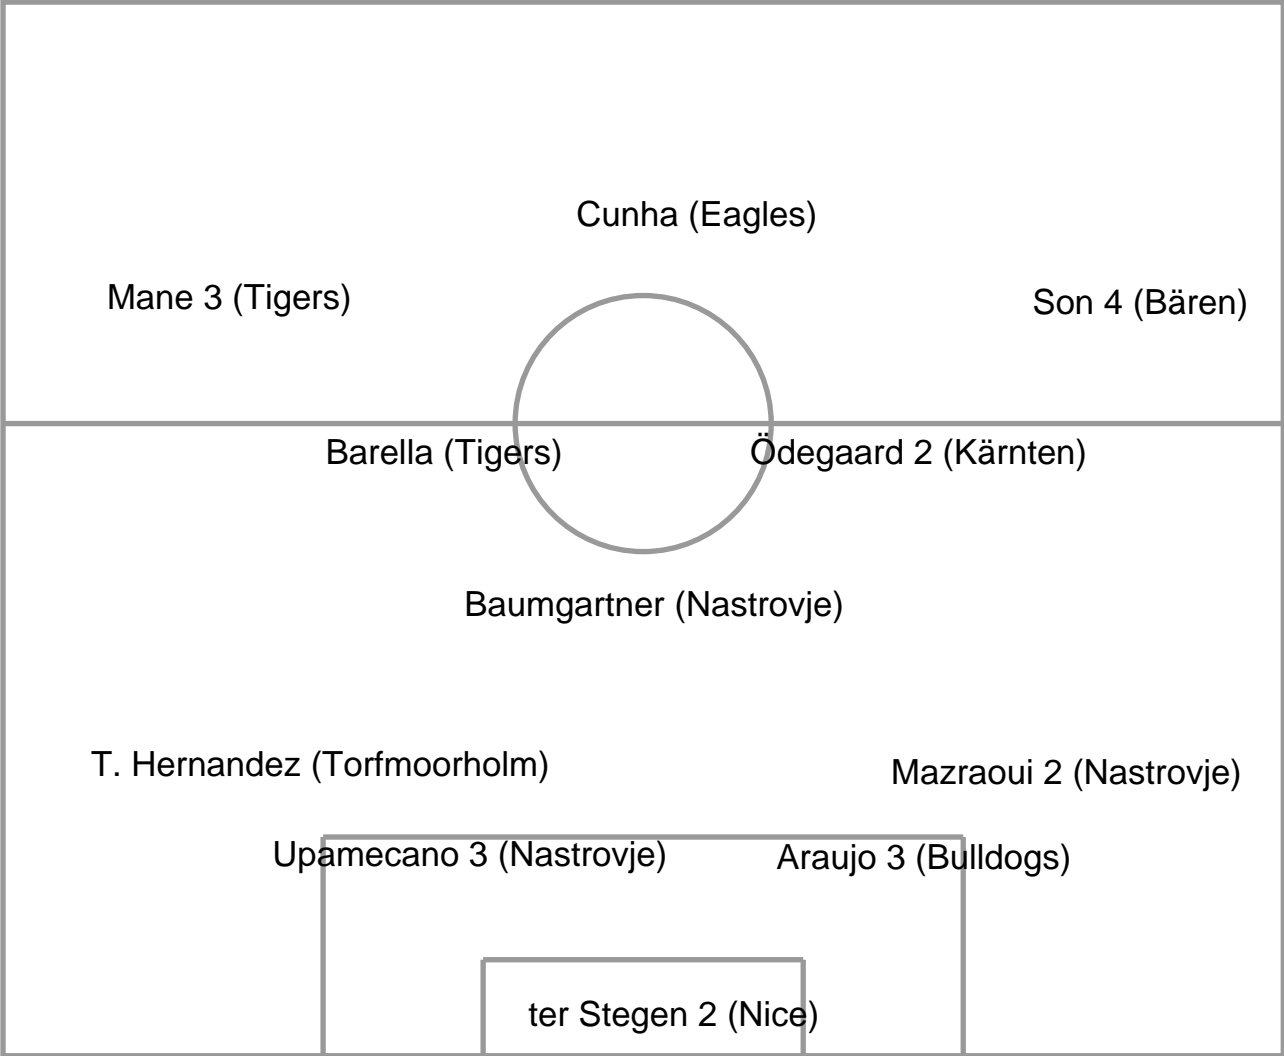 Cunha (Eagles)
Mane 3 (Tigers)
Son 4 (Bären)
Barella (Tigers)
Ödegaard 2 (Kärnten)
Baumgartner (Nastrovje)
T. Hernandez (Torfmoorholm)
Mazraoui 2 (Nastrovje)
Upamecano 3 (Nastrovje)
Araujo 3 (Bulldogs)
ter Stegen 2 (Nice)